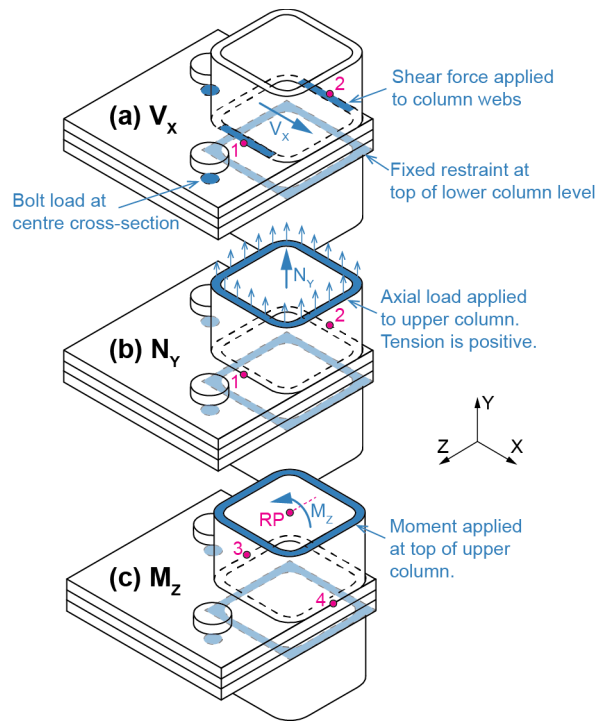 2
Shear force applied
to column webs
(a) Vx
Vx
1
Fixed restraint at
top of lower column level
Bolt load at
centre cross-section
NY
Axial load applied
to upper column.
Tension is positive.
2
(b) NY
1
Y
Z
X
RP
MZ
Moment applied
at top of upper
column.
3
(c) MZ
4